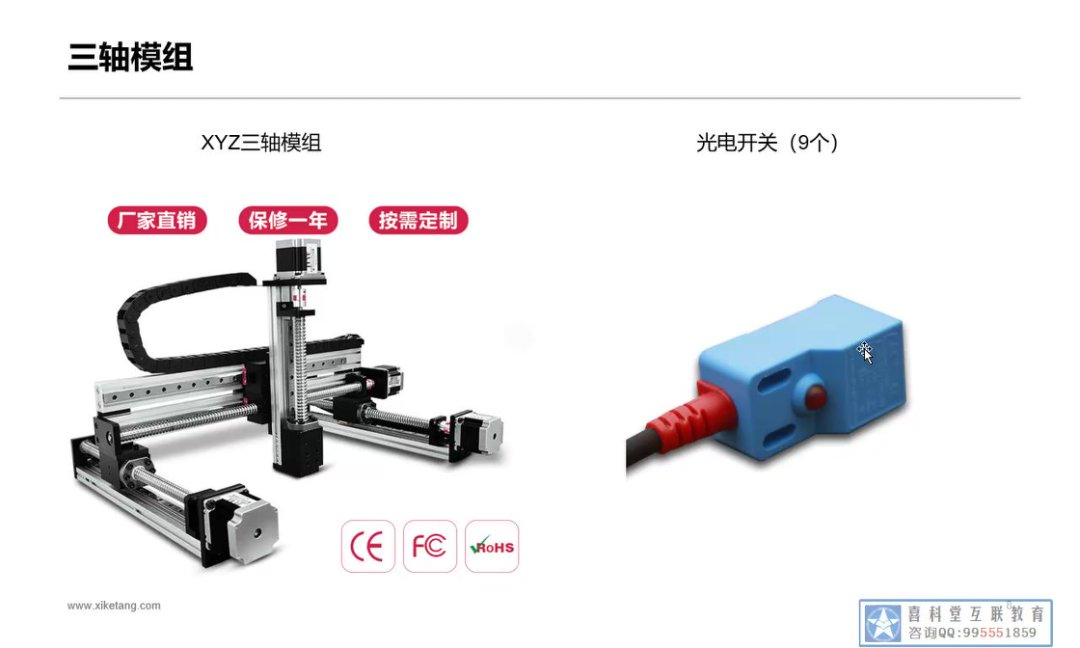 三轴模组
XYZ三轴模组
光电开关（9个）
厂家直销 保修一年 按需定制
CE FC RoHS
www.xiketang.com
喜科堂互联教育
咨询QQ:995551859